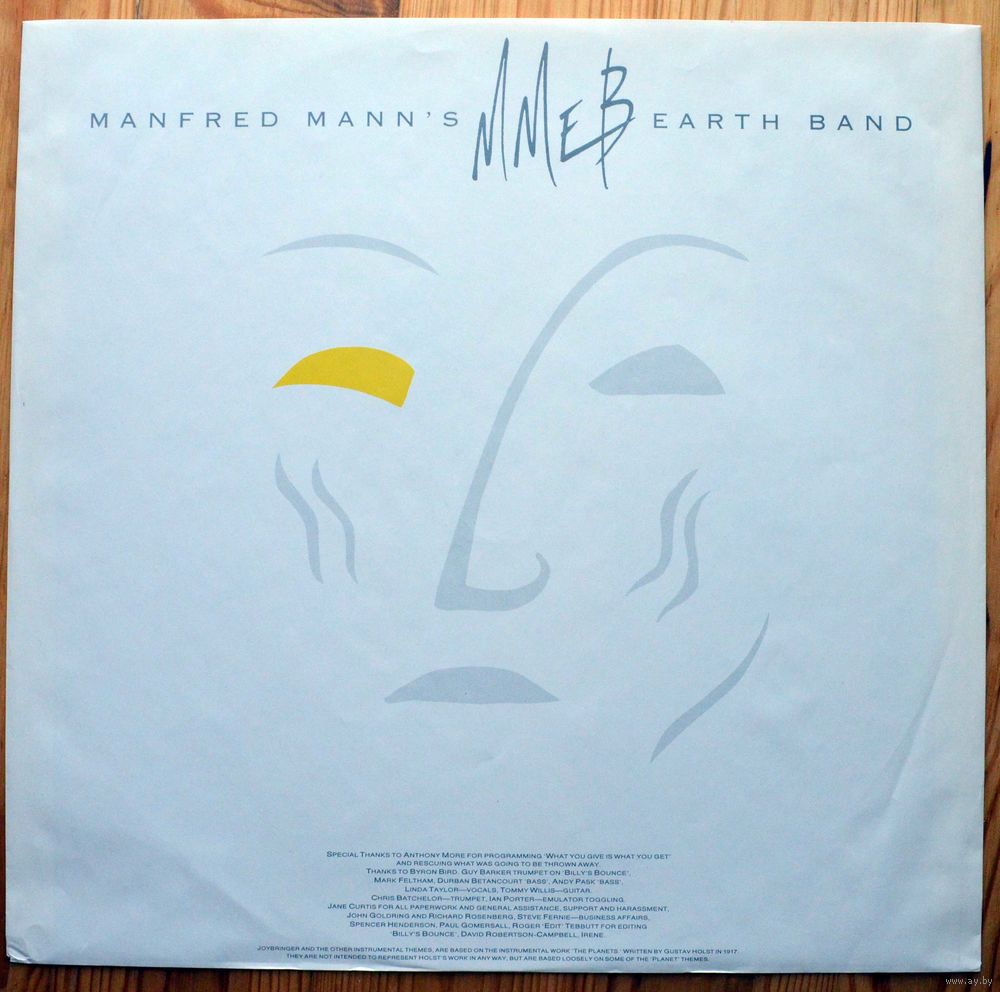 MANFRED MANN'S MMEB EARTH BAND
SPECIAL THANKS TO ANTHONY MORE FOR PROGRAMMING 'WHAT YOU GIVE IS WHAT YOU GET'
AND RESCUING WHAT WAS GOING TO BE THROWN AWAY.
THANKS TO BYRON BIRD. GUY BARKER TRUMPET ON 'BILLY'S BOUNCE',
MARK FELTHAM, DURBAN BETANCOURT 'BASS', ANDY PASK 'BASS',
LINDA TAYLOR—VOCALS, TOMMY WILLIS—GUITAR.
CHRIS BATCHELOR—TRUMPET, IAN PORTER—EMULATOR TOGGLING.
JANE CURTIS FOR ALL PAPERWORK AND GENERAL ASSISTANCE, SUPPORT AND HARASSMENT,
JOHN GOLDRING AND RICHARD ROSENBERG, STEVE FERNIE—BUSINESS AFFAIRS,
SPENCER HENDERSON, PAUL GOMERSALL, ROGER 'EDIT' TEBBUTT FOR EDITING
'BILLY'S BOUNCE', DAVID ROBERTSON-CAMPBELL, IRENE.
JOYBRINGER AND THE OTHER INSTRUMENTAL THEMES, ARE BASED ON THE INSTRUMENTAL WORK 'THE PLANETS' WRITTEN BY GUSTAV HOLST IN 1917.
THEY ARE NOT INTENDED TO REPRESENT HOLST'S WORK IN ANY WAY, BUT ARE BASED LOOSELY ON SOME OF THE 'PLANET' THEMES.
www.ay.by